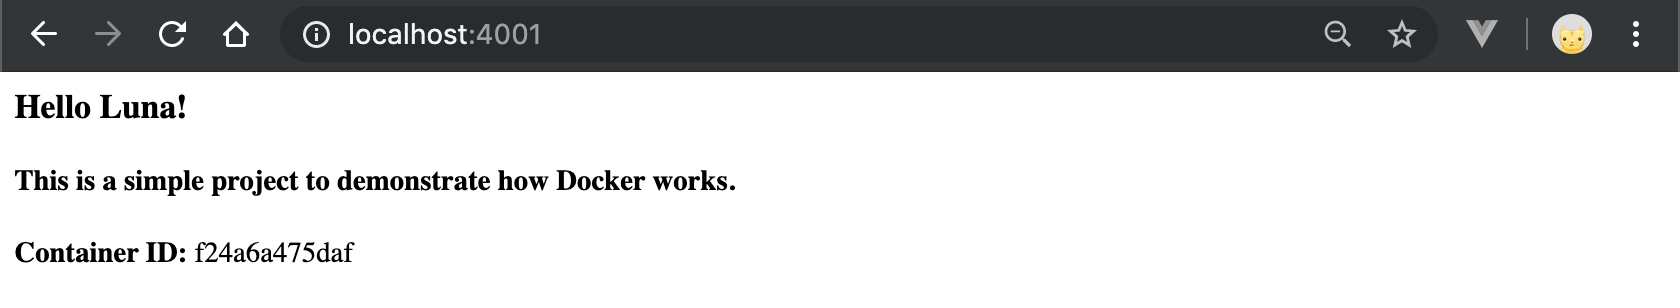 localhost:4001
Hello Luna!
This is a simple project to demonstrate how Docker works.
Container ID: f24a6a475daf